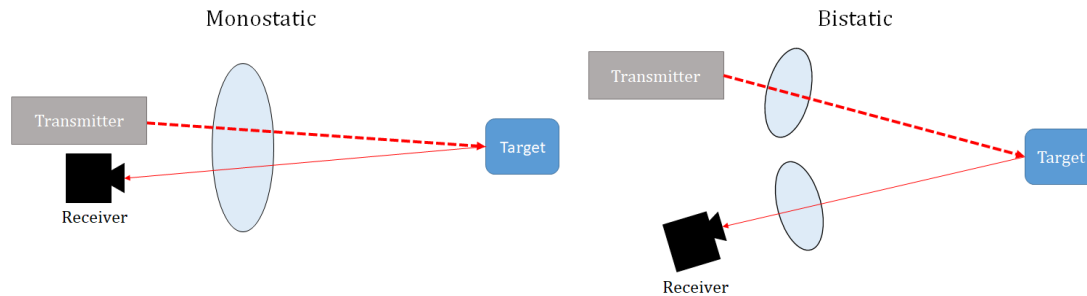 Monostatic
Transmitter
Target
Receiver
Bistatic
Transmitter
Target
Receiver